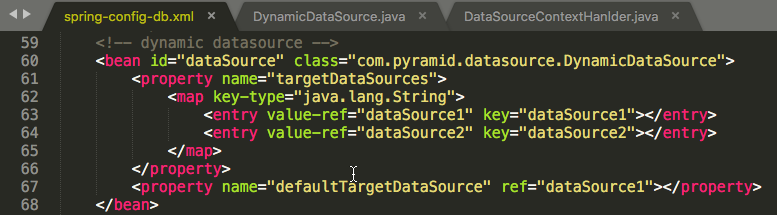 spring-config-db.xml × DynamicDataSource.java × DataSourceContextHanlder.java ×
59 <!-- dynamic datasource -->
60 <bean id="dataSource" class="com.pyramid.datasource.DynamicDataSource">
61 <property name="targetDataSources">
62 <map key-type="java.lang.String">
63 <entry value-ref="dataSource1" key="dataSource1"></entry>
64 <entry value-ref="dataSource2" key="dataSource2"></entry>
65 </map>
66 </property>
67 <property name="defaultTargetDataSource" ref="dataSource1"></property>
68 </bean>